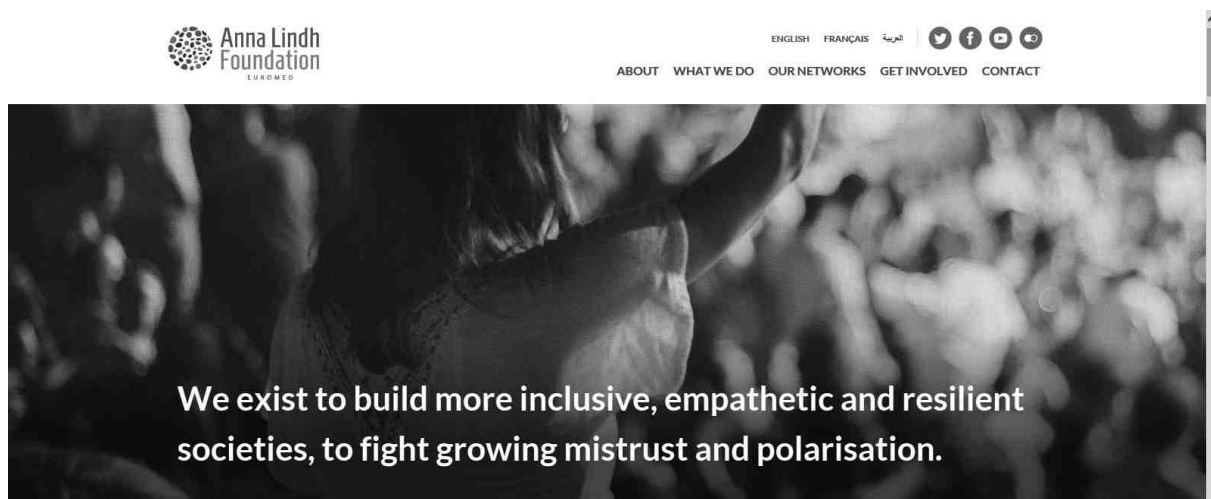 Anna Lindh
Foundation
EUROMED
ENGLISH FRANÇAIS العربية
ABOUT WHAT WE DO OUR NETWORKS GET INVOLVED CONTACT
We exist to build more inclusive, empathetic and resilient
societies, to fight growing mistrust and polarisation.